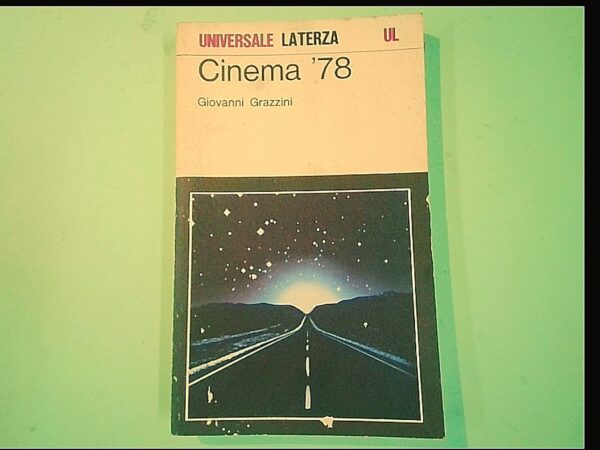 UNIVERSALE LATERZA UL
Cinema '78
Giovanni Grazzini